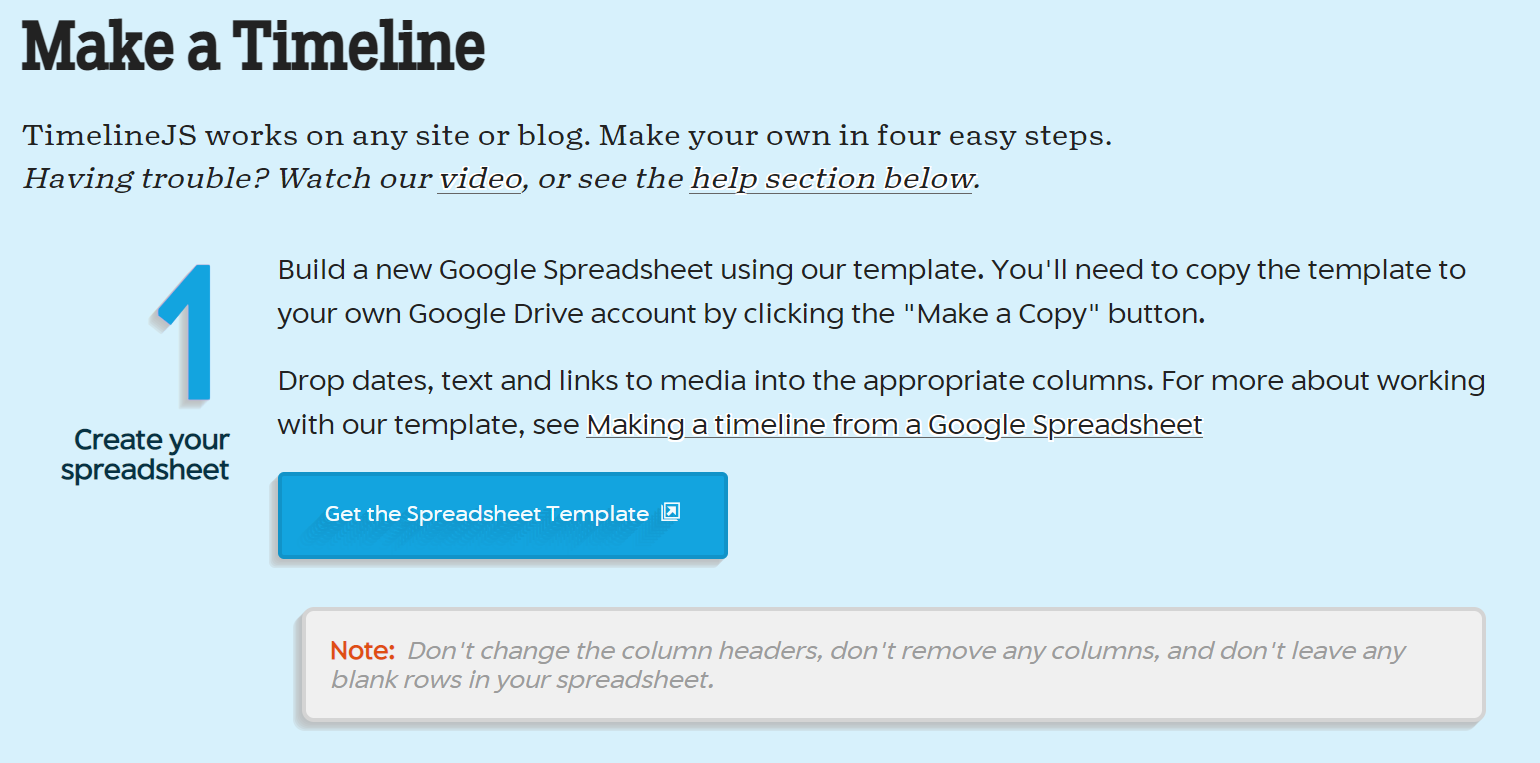 Make a Timeline
TimelineJS works on any site or blog. Make your own in four easy steps.
Having trouble? Watch our video, or see the help section below.
1
Create your
spreadsheet
Build a new Google Spreadsheet using our template. You'll need to copy the template to
your own Google Drive account by clicking the "Make a Copy" button.
Drop dates, text and links to media into the appropriate columns. For more about working
with our template, see Making a timeline from a Google Spreadsheet
Get the Spreadsheet Template
Note: Don't change the column headers, don't remove any columns, and don't leave any
blank rows in your spreadsheet.